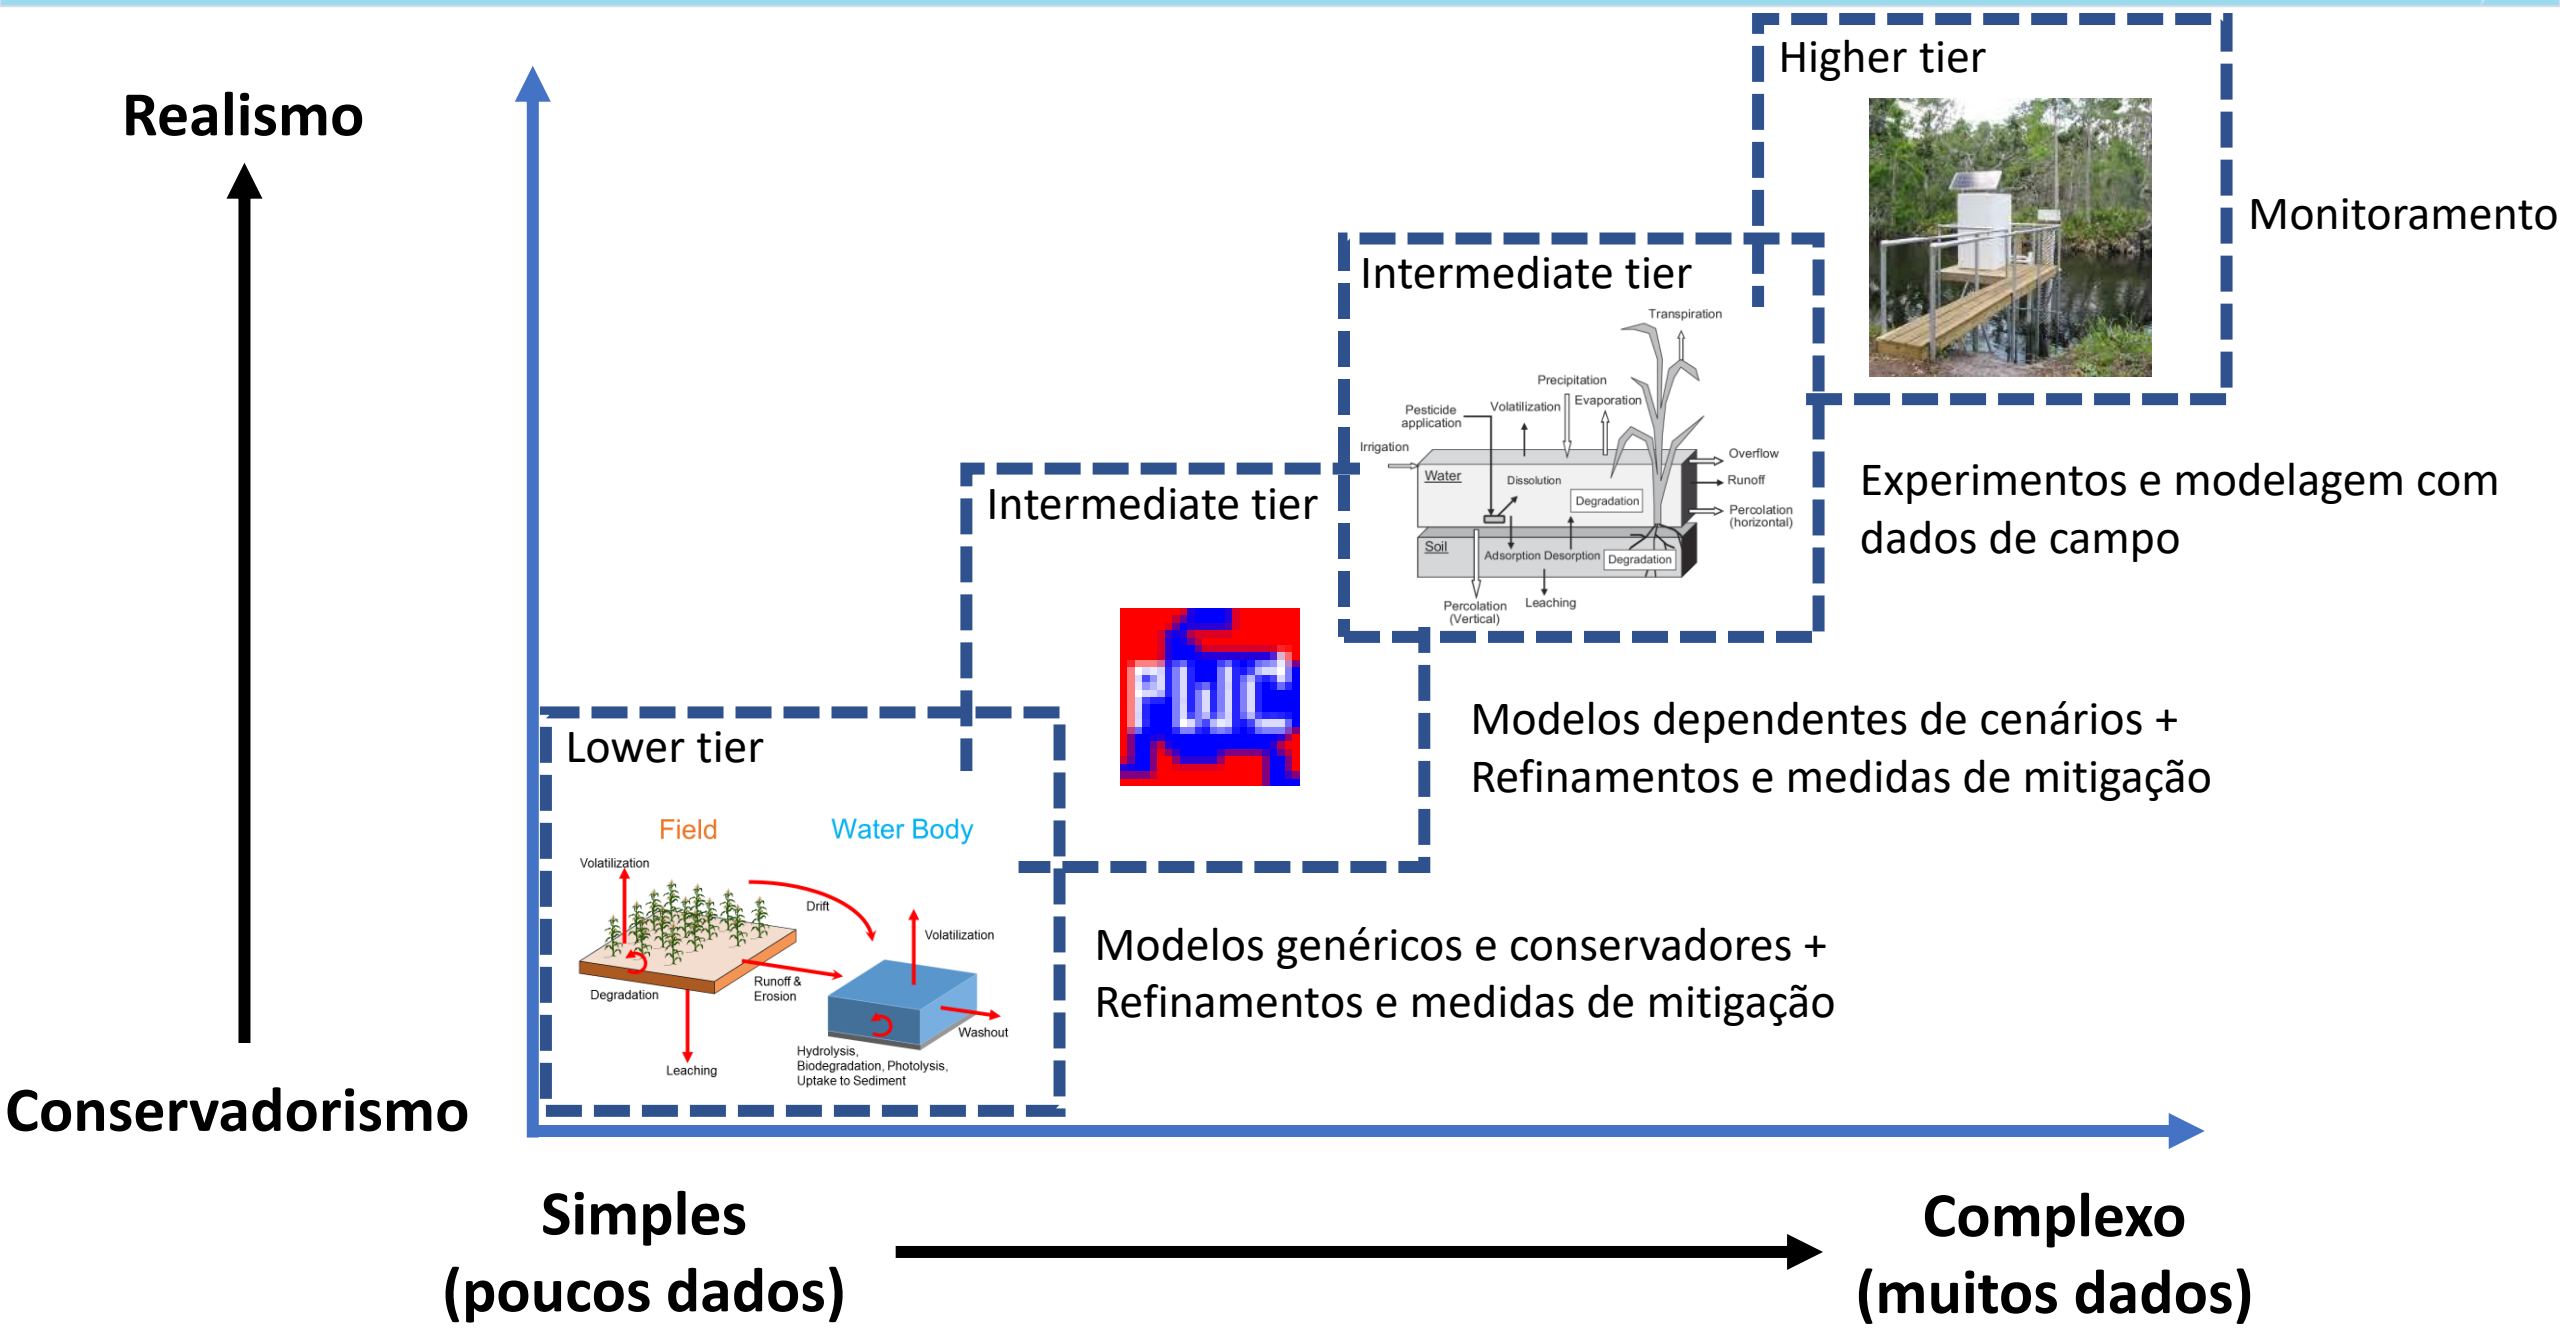 Realismo
Conservadorismo
Higher tier
Monitoramento
Intermediate tier
Transpiration
Precipitation
Volatilization
Evaporation
Pesticide
application
Irrigation
Water
Dissolution
Degradation
Overflow
Runoff
Percolation
(horizontal)
Soil
Adsorption Desorption
Degradation
Percolation
(Vertical)
Leaching
Experimentos e modelagem com
dados de campo
Intermediate tier
PWC
Modelos dependentes de cenários +
Refinamentos e medidas de mitigação
Lower tier
Field
Water Body
Volatilization
Drift
Volatilization
Degradation
Runoff &
Erosion
Washout
Leaching
Hydrolysis,
Biodegradation, Photolysis,
Uptake to Sediment
Modelos genéricos e conservadores +
Refinamentos e medidas de mitigação
Simples
(poucos dados)
Complexo
(muitos dados)